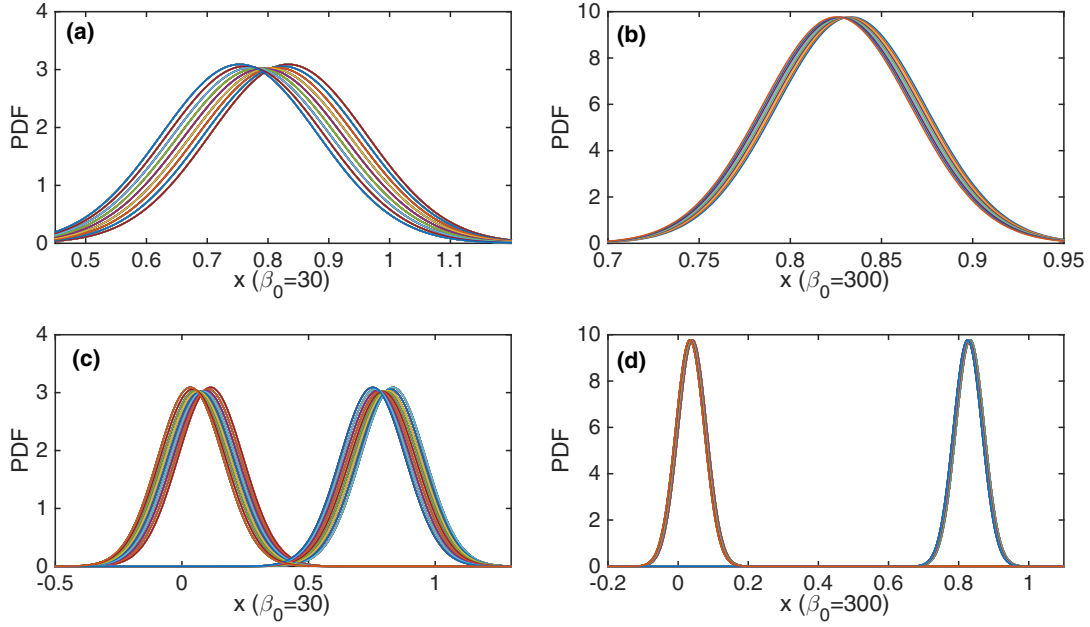 (a)
PDF
4
3
2
1
0
0.5 0.6 0.7 0.8 0.9 1 1.1
x (β₀=30)
(b)
PDF
10
8
6
4
2
0
0.7 0.75 0.8 0.85 0.9 0.95
x (β₀=300)
(c)
PDF
4
3
2
1
0
-0.5 0 0.5 1
x (β₀=30)
(d)
PDF
10
8
6
4
2
0
-0.2 0 0.2 0.4 0.6 0.8 1
x (β₀=300)